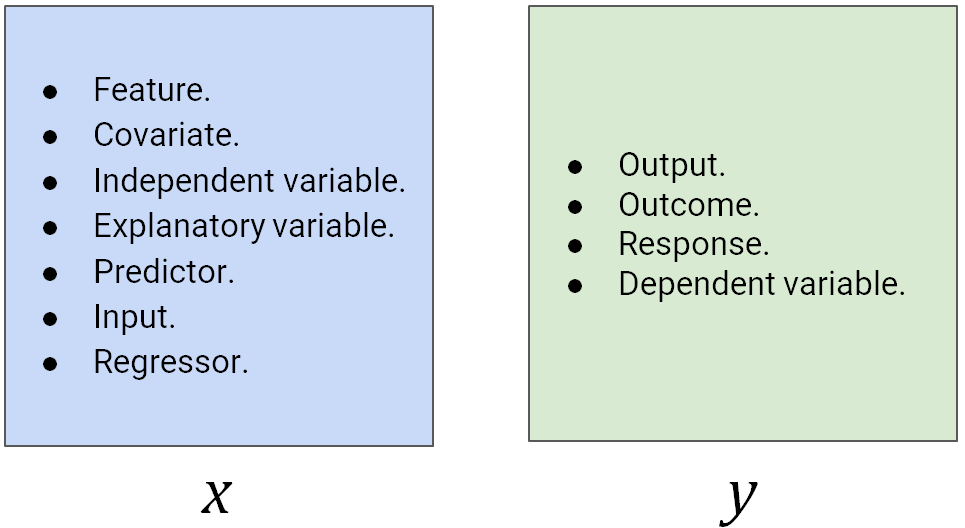 ● Feature.
● Covariate.
● Independent variable.
● Explanatory variable.
● Predictor.
● Input.
● Regressor.
x
● Output.
● Outcome.
● Response.
● Dependent variable.
y